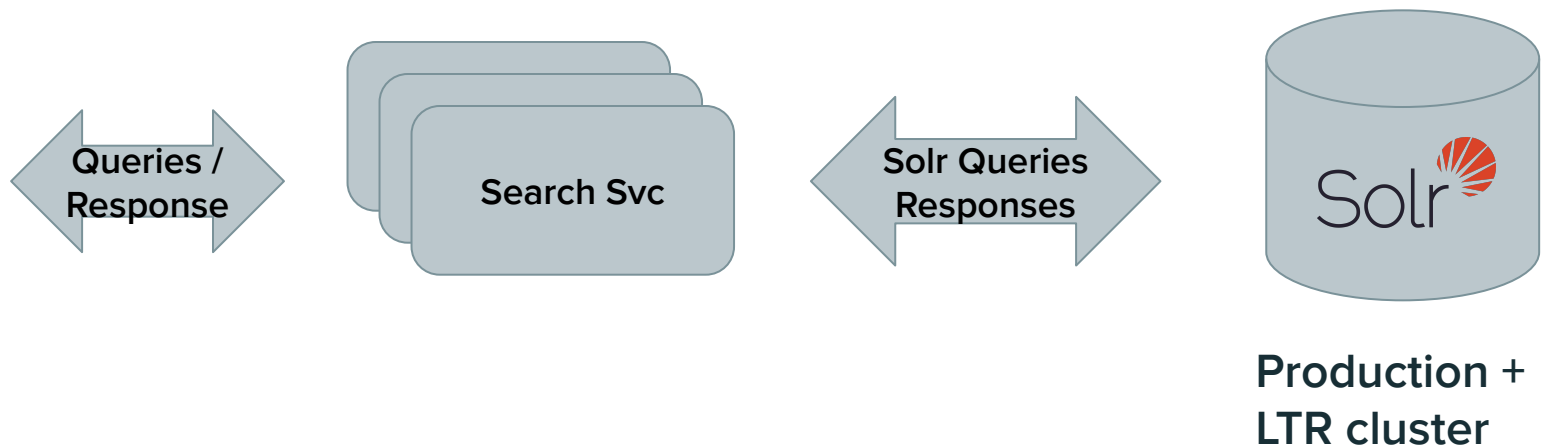 Queries /
Response
Search Svc
Solr Queries
Responses
Solr
Production +
LTR cluster